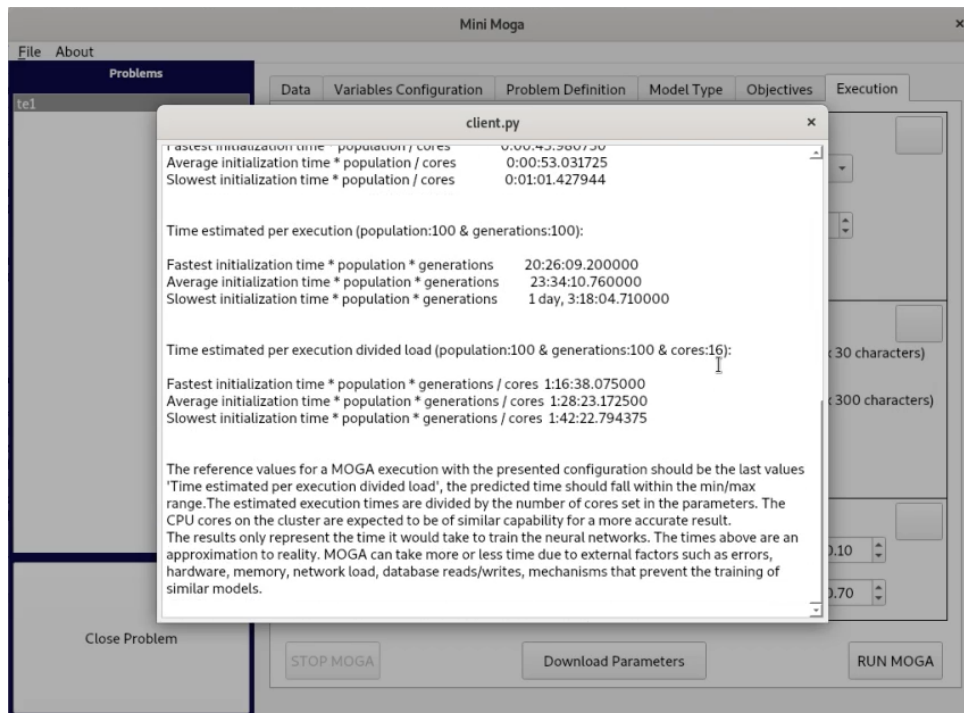 Mini Moga
×
File About
Problems
te1
Data Variables Configuration Problem Definition Model Type Objectives Execution
client.py
×
Fastest initialization time * population / cores 0:00:45.980750
Average initialization time * population / cores 0:00:53.031725
Slowest initialization time * population / cores 0:01:01.427944
Time estimated per execution (population:100 & generations:100):
Fastest initialization time * population * generations 20:26:09.200000
Average initialization time * population * generations 23:34:10.760000
Slowest initialization time * population * generations 1 day, 3:18:04.710000
Time estimated per execution divided load (population:100 & generations:100 & cores:16):
Fastest initialization time * population * generations / cores 1:16:38.075000
Average initialization time * population * generations / cores 1:28:23.172500
Slowest initialization time * population * generations / cores 1:42:22.794375
The reference values for a MOGA execution with the presented configuration should be the last values
'Time estimated per execution divided load', the predicted time should fall within the min/max
range.The estimated execution times are divided by the number of cores set in the parameters. The
CPU cores on the cluster are expected to be of similar capability for a more accurate result.
The results only represent the time it would take to train the neural networks. The times above are an
approximation to reality. MOGA can take more or less time due to external factors such as errors,
hardware, memory, network load, database reads/writes, mechanisms that prevent the training of
similar models.
30 characters)
300 characters)
0.10
0.70
Close Problem
STOP MOGA
Download Parameters
RUN MOGA